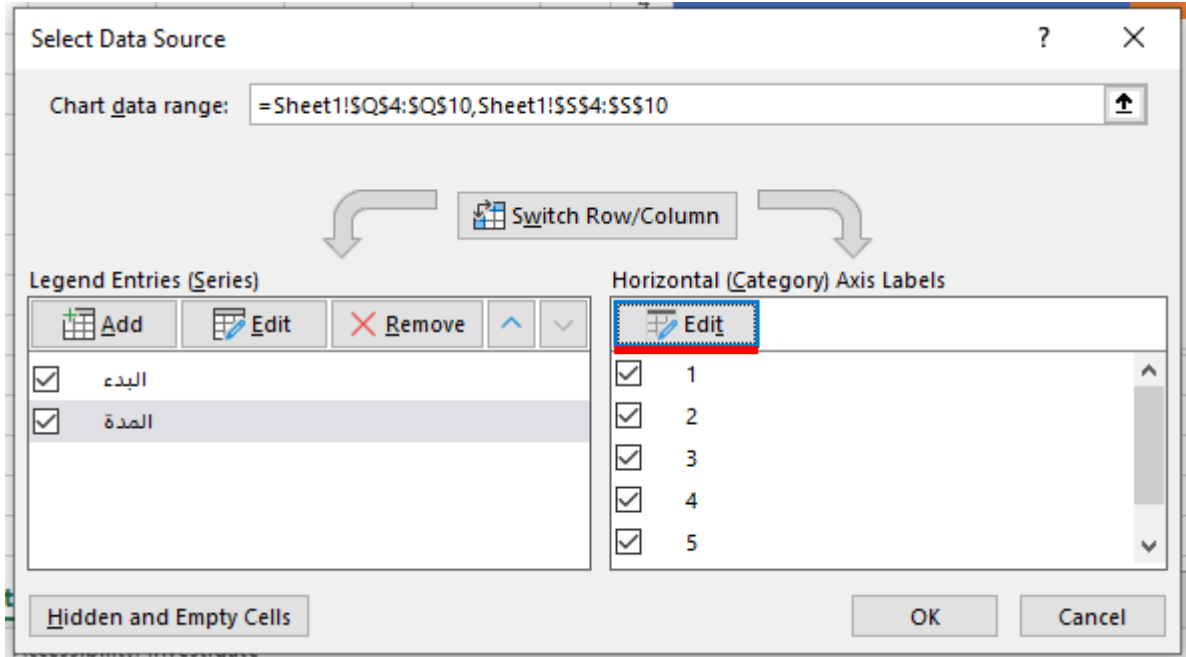 4
Select Data Source ? ×
Chart data range: =Sheet1!$Q$4:$Q$10,Sheet1!$S$4:$S$10
Switch Row/Column
Legend Entries (Series)
Add Edit Remove
البدء
المدة
Horizontal (Category) Axis Labels
Edit
1
2
3
4
5
Hidden and Empty Cells OK Cancel